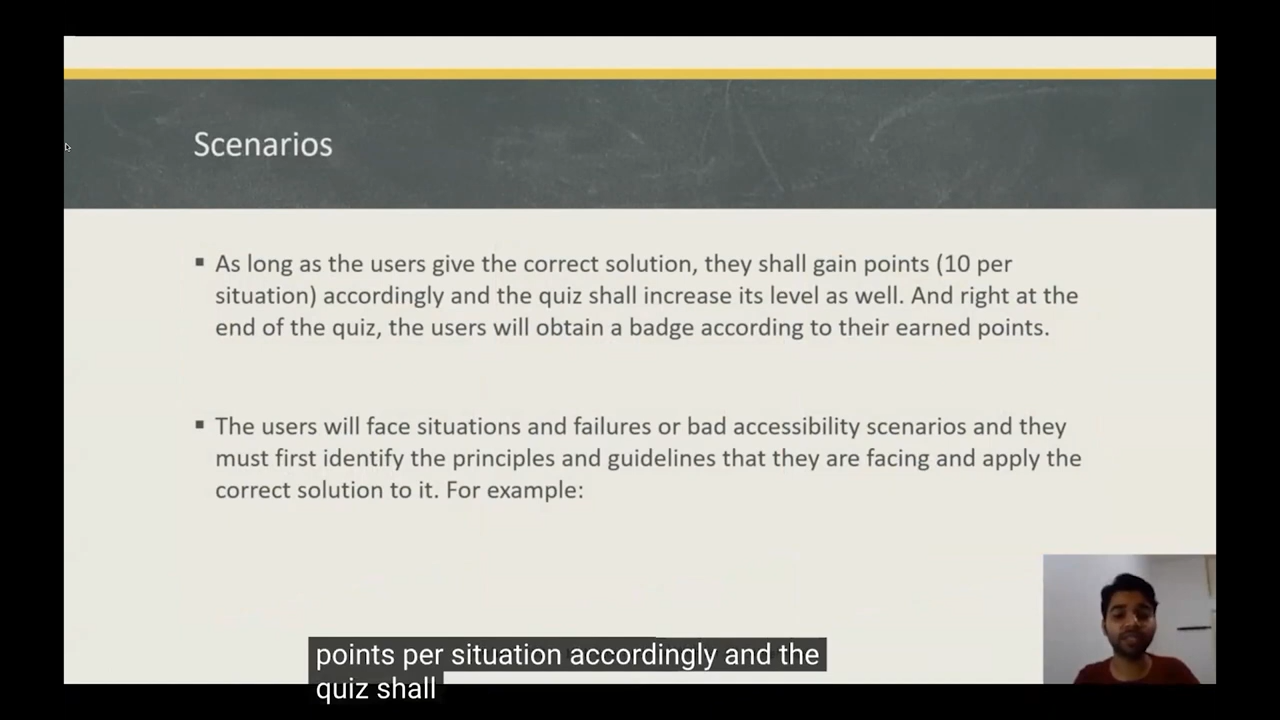 Scenarios
▪ As long as the users give the correct solution, they shall gain points (10 per
situation) accordingly and the quiz shall increase its level as well. And right at the
end of the quiz, the users will obtain a badge according to their earned points.
▪ The users will face situations and failures or bad accessibility scenarios and they
must first identify the principles and guidelines that they are facing and apply the
correct solution to it. For example:
points per situation accordingly and the
quiz shall